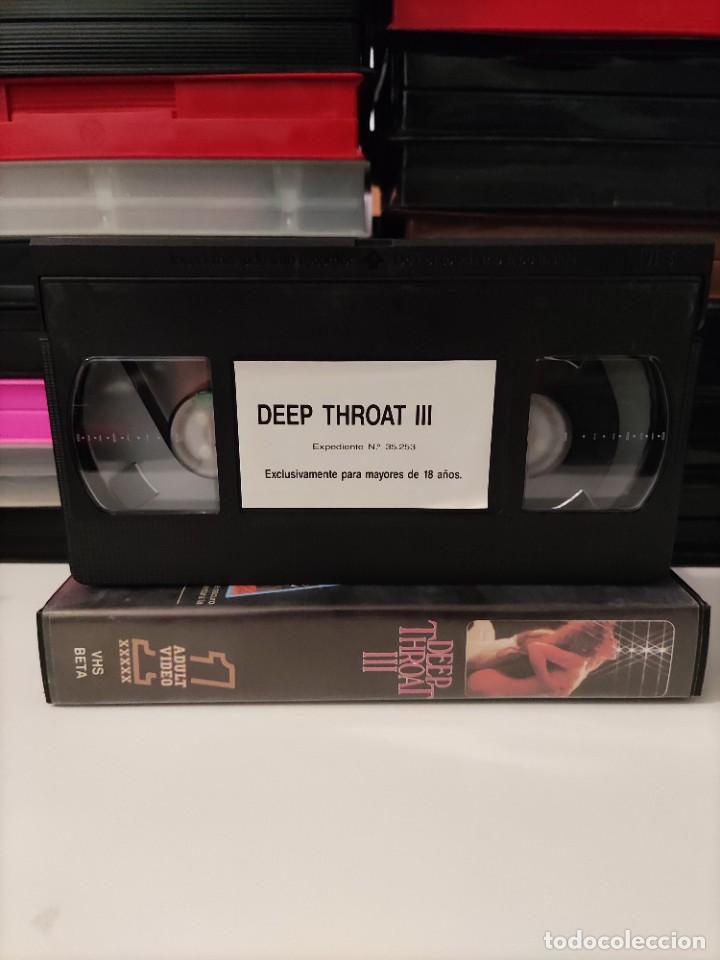 DEEP THROAT III
Expediente N.º 35.253
Exclusivamente para mayores de 18 años.
VHS
BETA
ADULT
VIDEO
XXXXX
DEEP
THROAT
III
todocoleccion